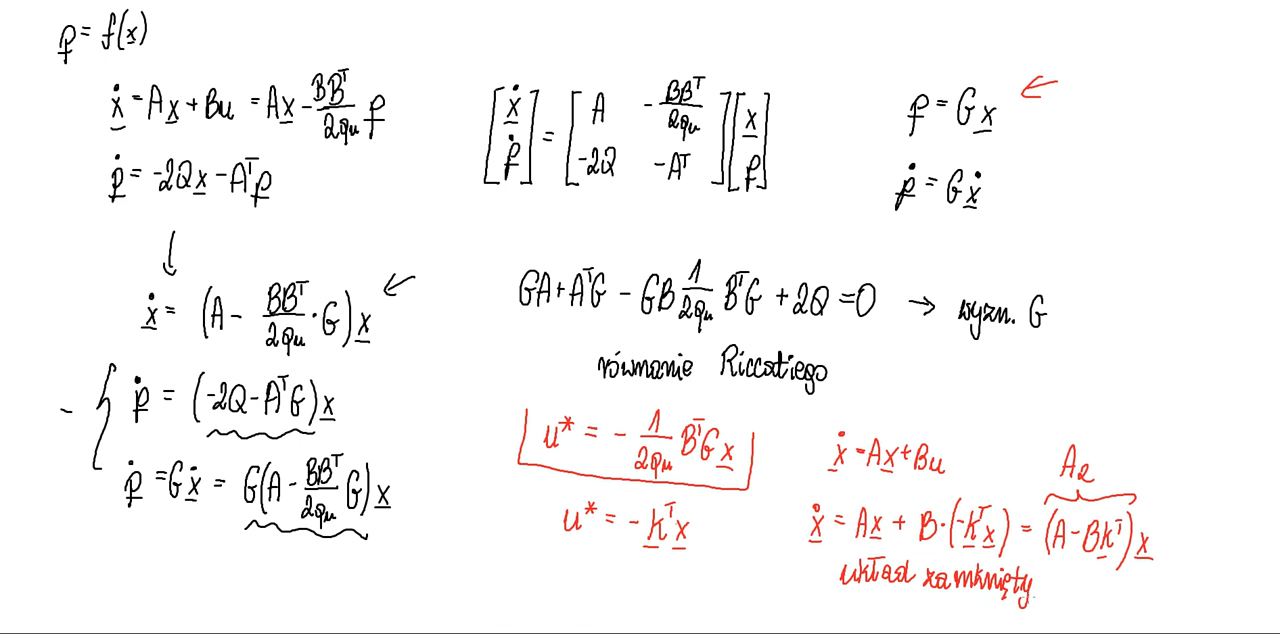 p = f(x)
ẋ = Ax + Bu = Ax - BBᵀ/2qᵤ p
ṗ = -2Qx - Aᵀp
[ẋ ṗ] = [A -BBᵀ/2qᵤ -2Q -Aᵀ][x p]
p = Gx ←
ṗ = Gẋ
↓
ẋ = (A - BBᵀ/2qᵤ · G)x ←
- { ṗ = (-2Q - AᵀG)x
ṗ = Gẋ = G(A - BBᵀ/2qᵤ G)x
GA + AᵀG - GB 1/2qᵤ BᵀG + 2Q = 0 → wyzn. G
równanie Riccatiego
u* = - 1/2qᵤ BᵀGx
u* = -kᵀx
ẋ = Ax + Bu
A₂
ẋ = Ax + B·(-kᵀx) = (A - Bkᵀ)x
układ zamknięty